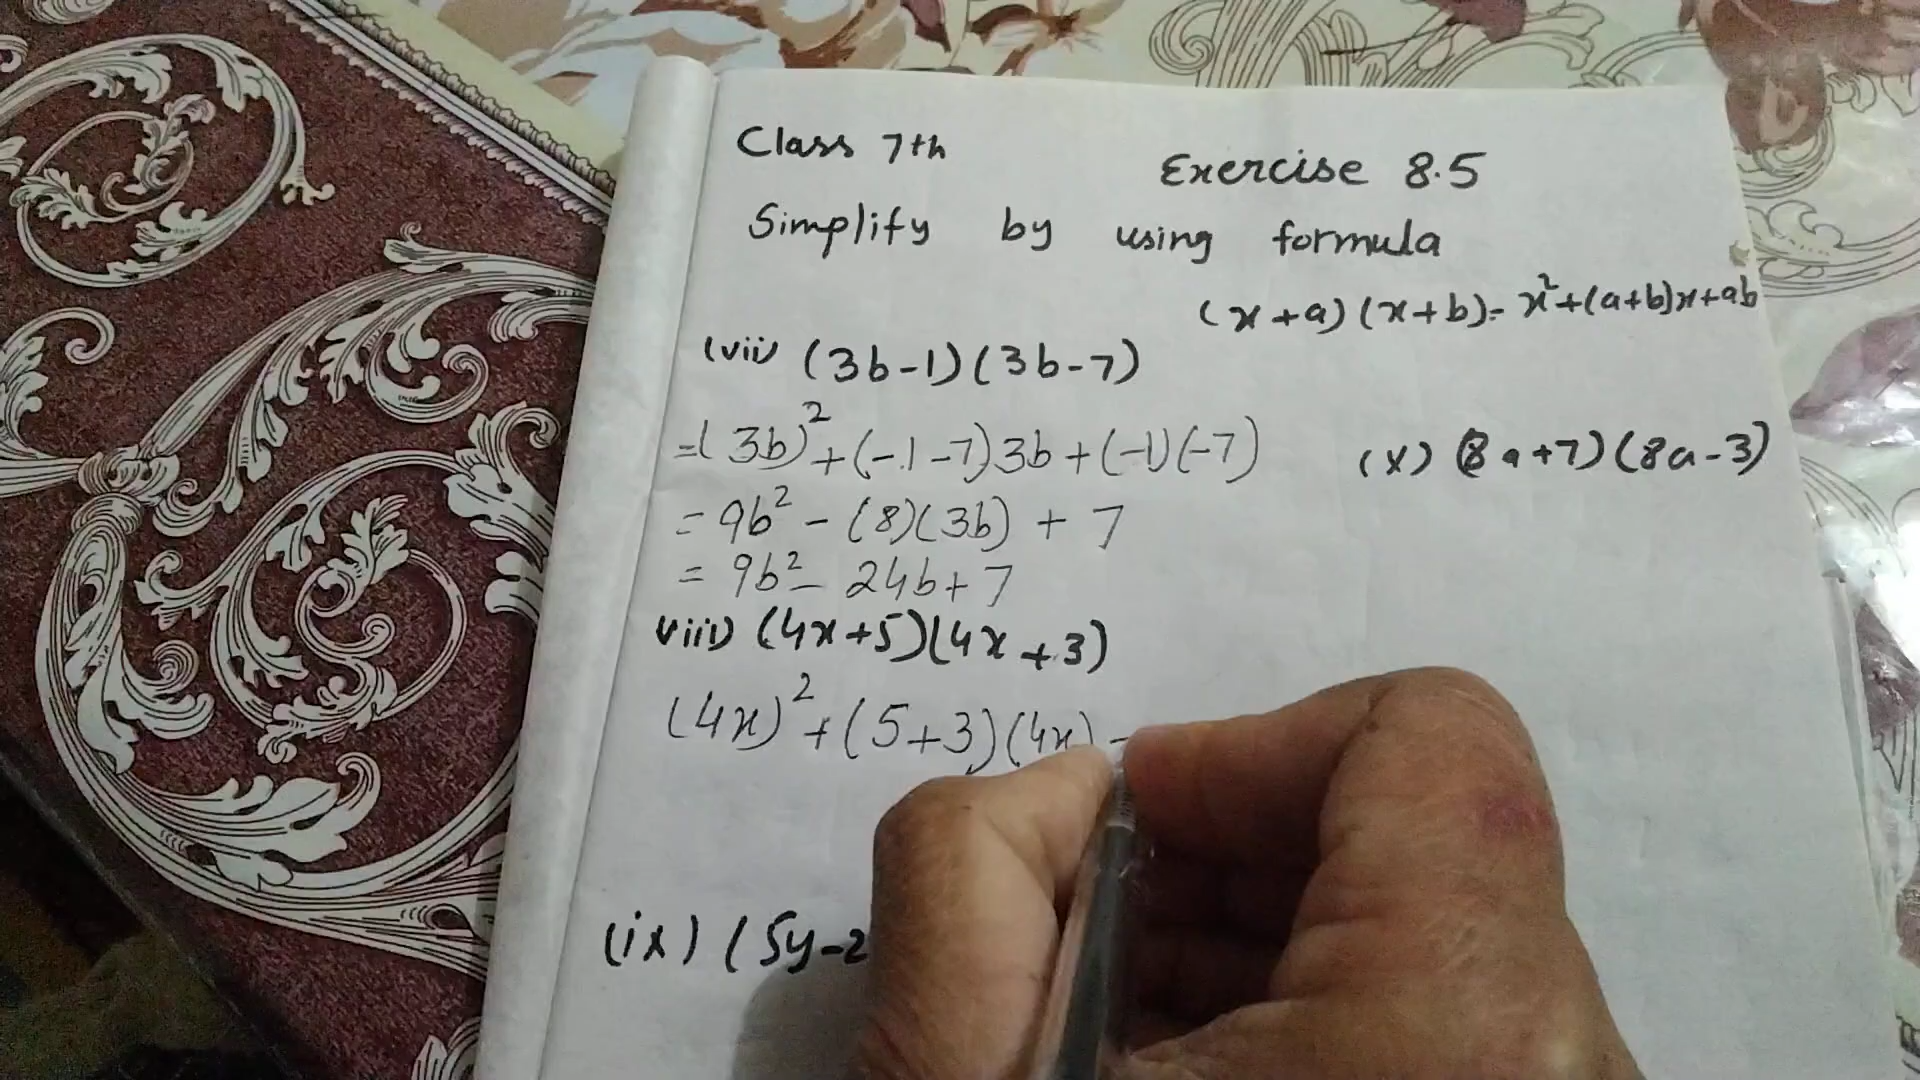 Class 7th
Exercise 8.5
Simplify by using formula
(x+a)(x+b)= x²+(a+b)x+ab
(vii) (3b-1)(3b-7)
=(3b)²+(-1-7)3b+(-1)(-7)
= 9b² - (8)(3b) + 7
= 9b² - 24b+7
viii) (4x+5)(4x+3)
(4x)²+(5+3)(4x)
(ix) (5y-2
(x) (8a+7)(8a-3)